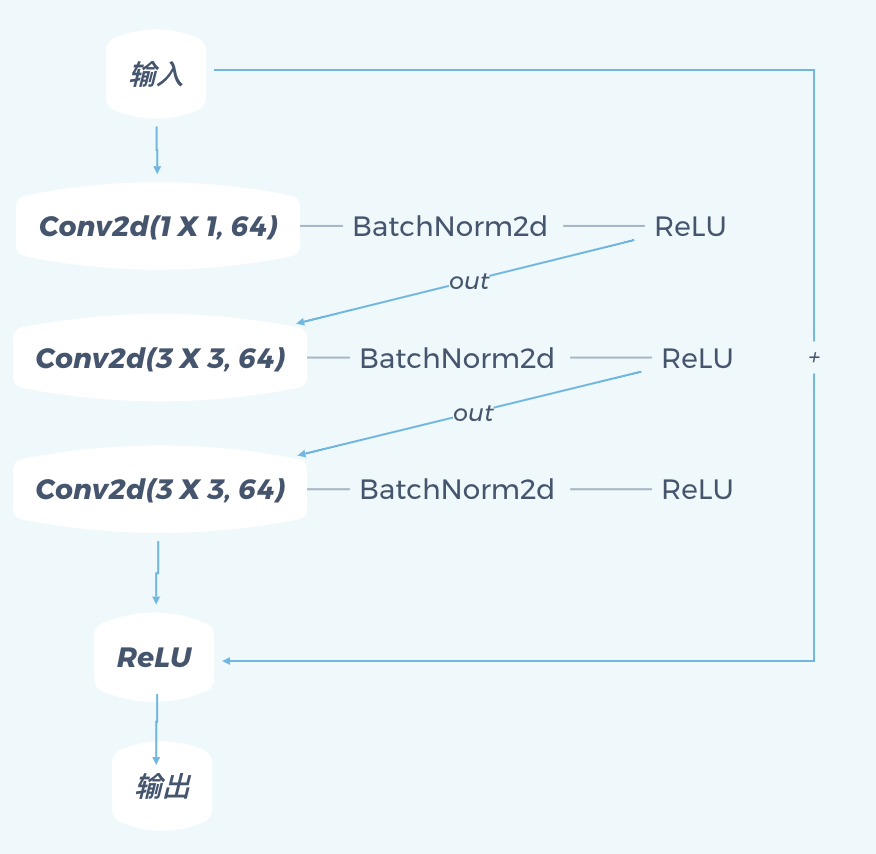 输入
Conv2d(1 X 1, 64) BatchNorm2d ReLU
out
Conv2d(3 X 3, 64) BatchNorm2d ReLU
+
out
Conv2d(3 X 3, 64) BatchNorm2d ReLU
ReLU
输出